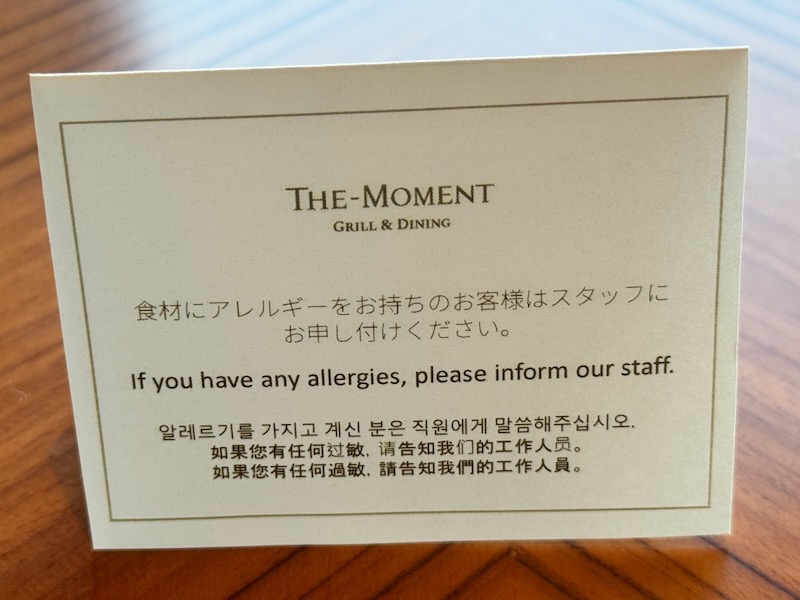 THE-MOMENT
GRILL & DINING
食材にアレルギーをお持ちのお客様はスタッフに
お申し付けください。
If you have any allergies, please inform our staff.
알레르기를 가지고 계신 분은 직원에게 말씀해주십시오.
如果您有任何过敏, 请告知我们的工作人员。
如果您有任何過敏, 請告知我們的工作人員。